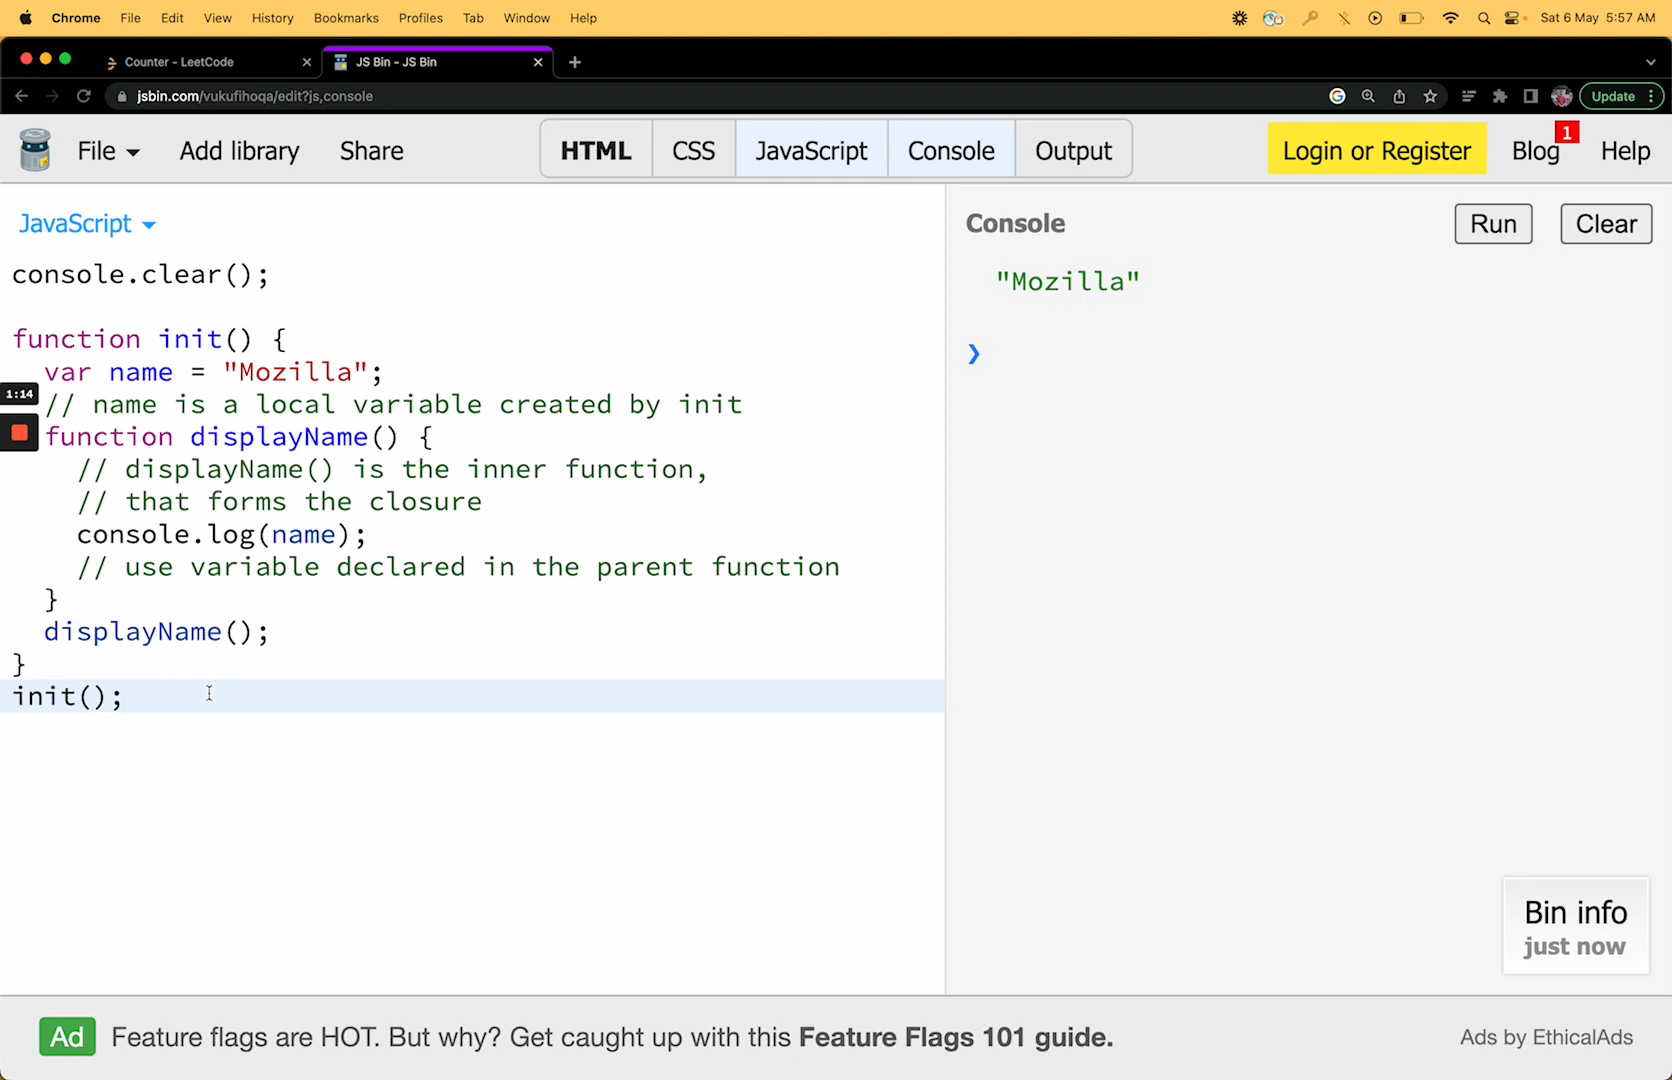 Chrome File Edit View History Bookmarks Profiles Tab Window Help Sat 6 May 5:57 AM
Counter - LeetCode JS Bin - JS Bin
jsbin.com/vukufihoqa/edit?js,console Update
File Add library Share HTML CSS JavaScript Console Output Login or Register Blog 1 Help
JavaScript
console.clear();
function init() {
var name = "Mozilla";
1:14
// name is a local variable created by init
function displayName() {
// displayName() is the inner function,
// that forms the closure
console.log(name);
// use variable declared in the parent function
}
displayName();
}
init();
Console Run Clear
"Mozilla"
Bin info
just now
Ad Feature flags are HOT. But why? Get caught up with this Feature Flags 101 guide. Ads by EthicalAds